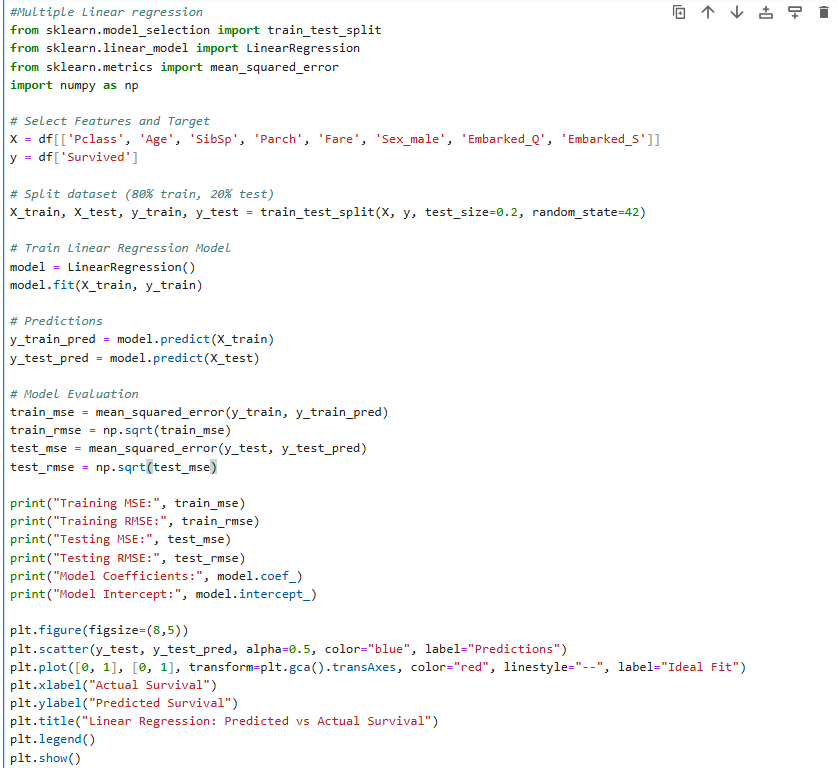 #Multiple Linear regression
from sklearn.model_selection import train_test_split
from sklearn.linear_model import LinearRegression
from sklearn.metrics import mean_squared_error
import numpy as np
# Select Features and Target
X = df[['Pclass', 'Age', 'SibSp', 'Parch', 'Fare', 'Sex_male', 'Embarked_Q', 'Embarked_S']]
y = df['Survived']
# Split dataset (80% train, 20% test)
X_train, X_test, y_train, y_test = train_test_split(X, y, test_size=0.2, random_state=42)
# Train Linear Regression Model
model = LinearRegression()
model.fit(X_train, y_train)
# Predictions
y_train_pred = model.predict(X_train)
y_test_pred = model.predict(X_test)
# Model Evaluation
train_mse = mean_squared_error(y_train, y_train_pred)
train_rmse = np.sqrt(train_mse)
test_mse = mean_squared_error(y_test, y_test_pred)
test_rmse = np.sqrt(test_mse)
print("Training MSE:", train_mse)
print("Training RMSE:", train_rmse)
print("Testing MSE:", test_mse)
print("Testing RMSE:", test_rmse)
print("Model Coefficients:", model.coef_)
print("Model Intercept:", model.intercept_)
plt.figure(figsize=(8,5))
plt.scatter(y_test, y_test_pred, alpha=0.5, color="blue", label="Predictions")
plt.plot([0, 1], [0, 1], transform=plt.gca().transAxes, color="red", linestyle="--", label="Ideal Fit")
plt.xlabel("Actual Survival")
plt.ylabel("Predicted Survival")
plt.title("Linear Regression: Predicted vs Actual Survival")
plt.legend()
plt.show()